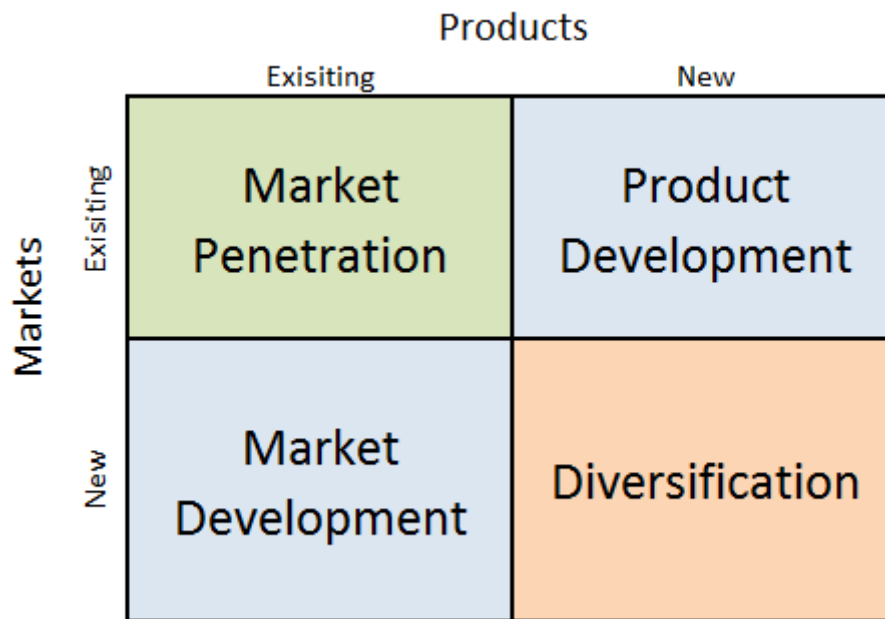 Products
Exisiting New
Market Product
Penetration Development
Exisiting
Markets
Market
Development
Diversification
New